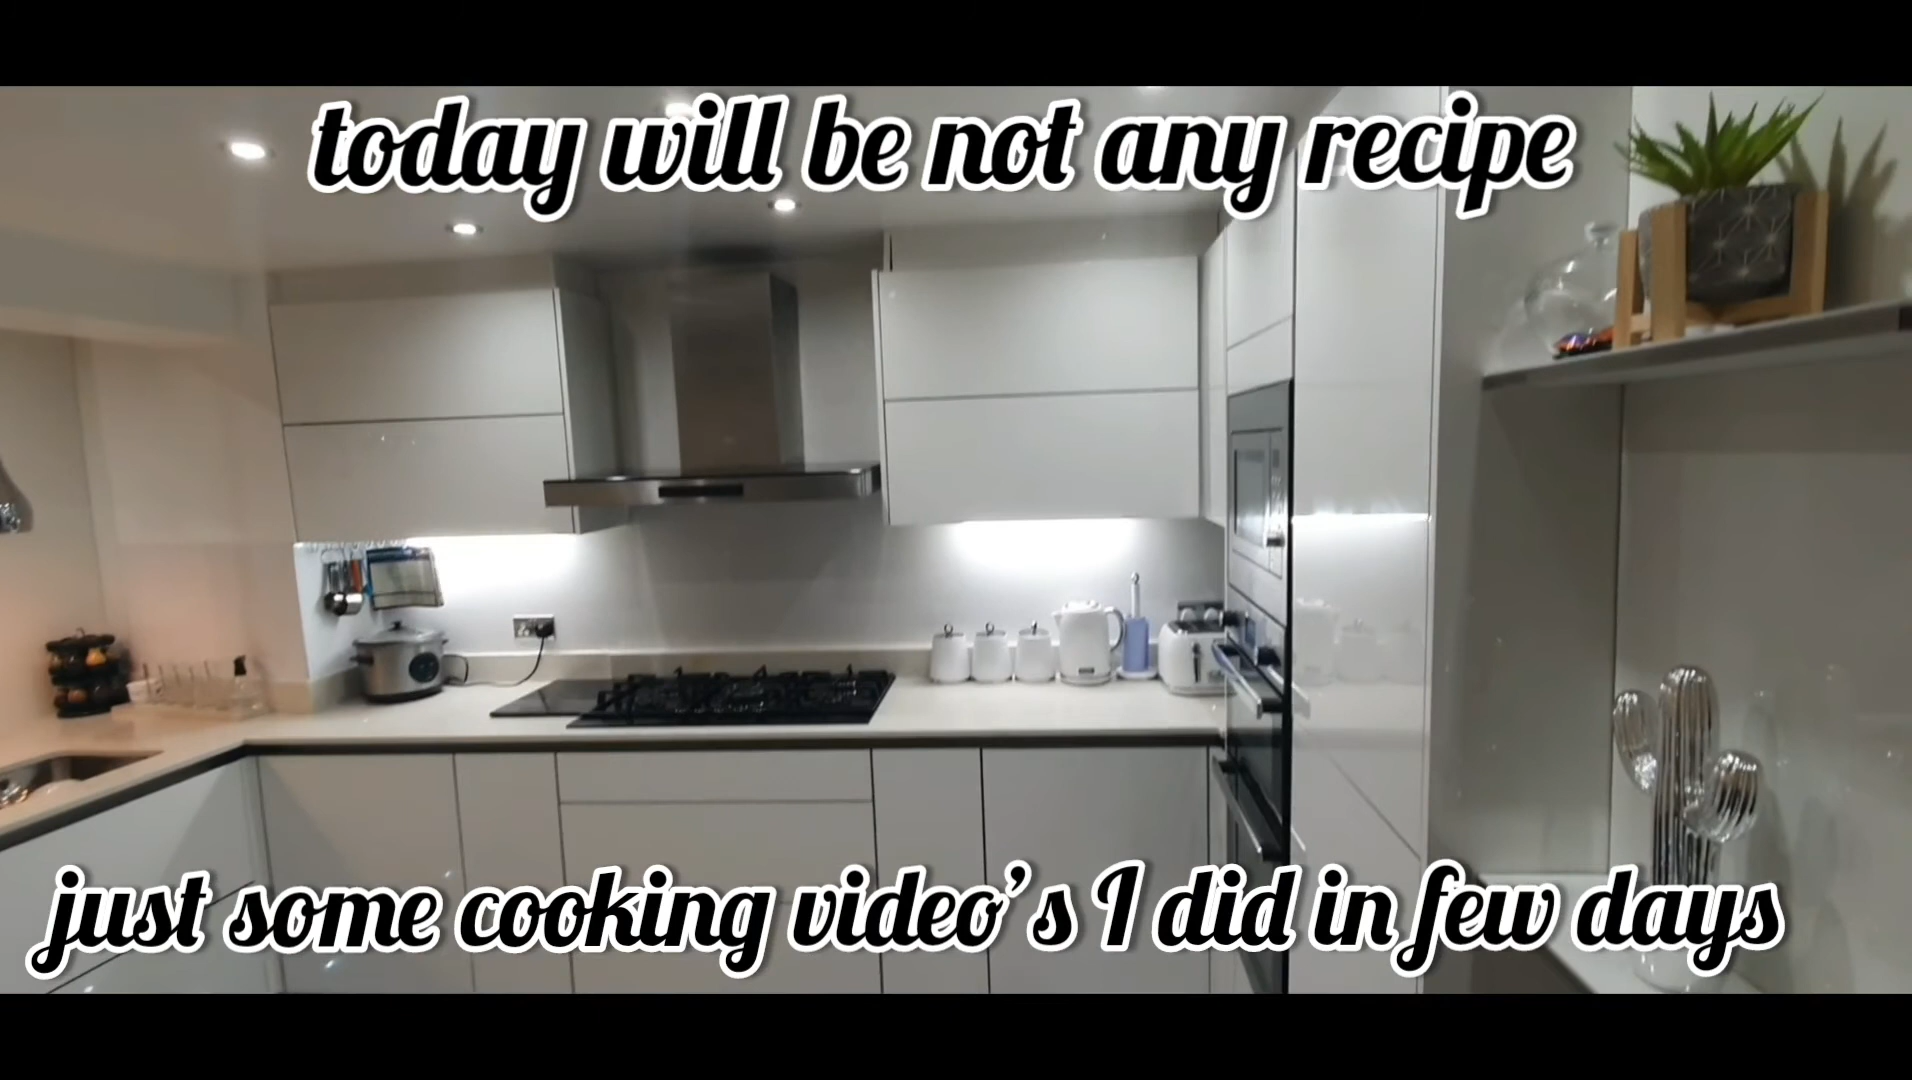 today will be not any recipe
just some cooking video's I did in few days